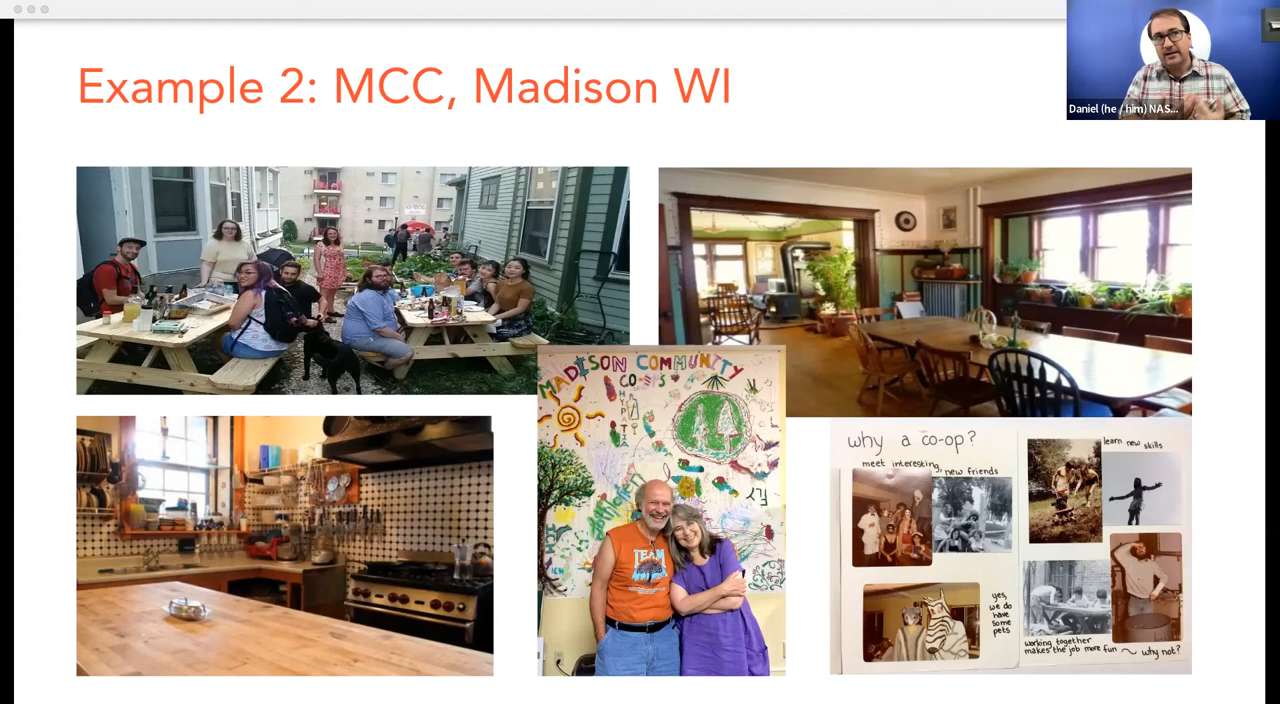 Example 2: MCC, Madison WI
Daniel (he / him) NAS...
MADISON COMMUNITY
CO-OPS
TEAM
why a co-op?
meet interesting, new friends
learn new skills
yes,
we do
have
some
pets
working together
makes the job more fun ~ why not?